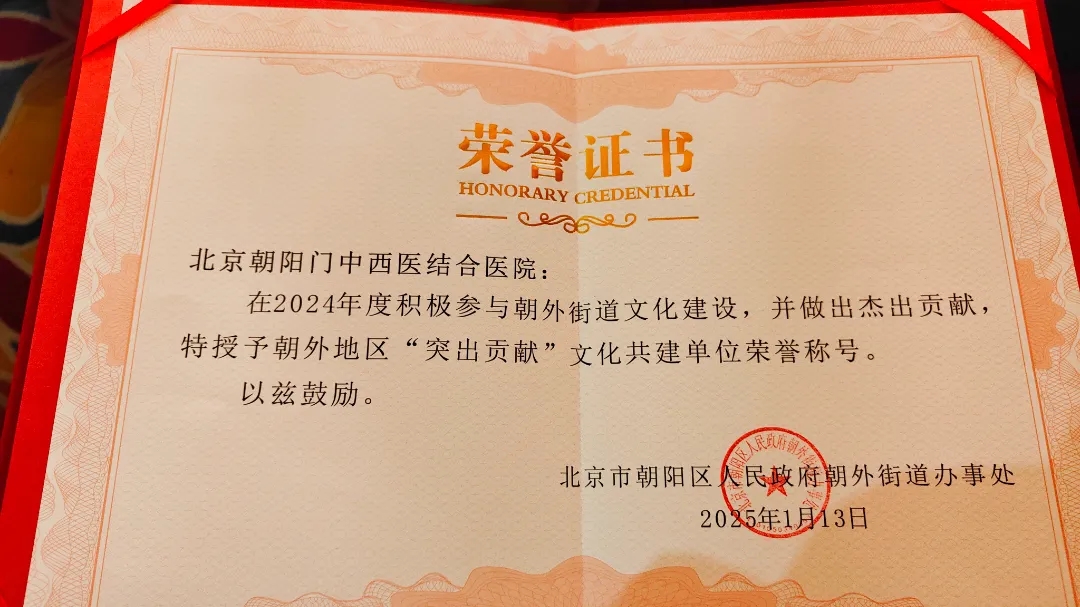 荣誉证书
HONORARY CREDENTIAL
北京朝阳门中西医结合医院：
在2024年度积极参与朝外街道文化建设，并做出杰出贡献，
特授予朝外地区“突出贡献”文化共建单位荣誉称号。
以兹鼓励。
北京市朝阳区人民政府朝外街道办事处
2025年1月13日